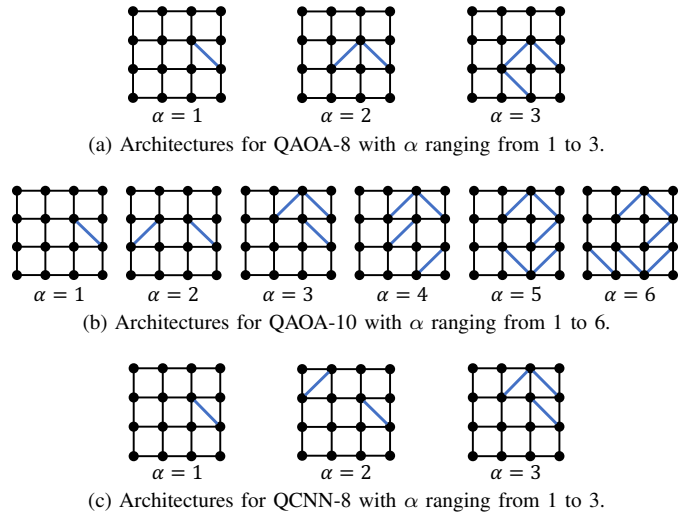 α = 1 α = 2 α = 3
(a) Architectures for QAOA-8 with α ranging from 1 to 3.
α = 1 α = 2 α = 3 α = 4 α = 5 α = 6
(b) Architectures for QAOA-10 with α ranging from 1 to 6.
α = 1 α = 2 α = 3
(c) Architectures for QCNN-8 with α ranging from 1 to 3.